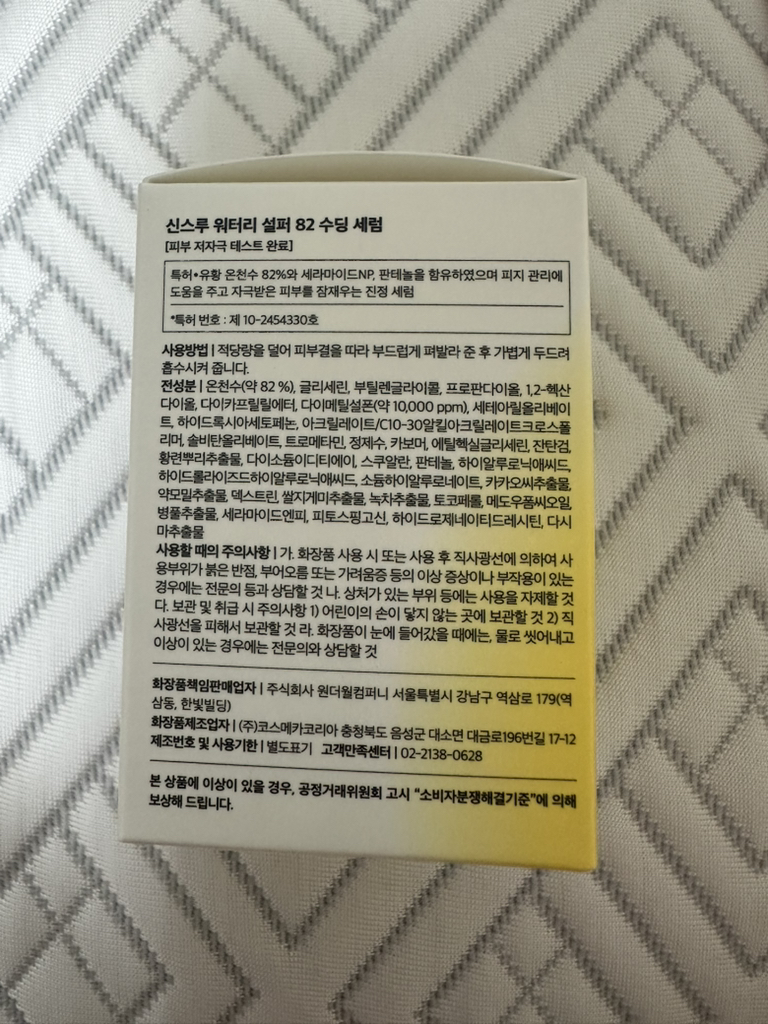 신스루 워터리 설퍼 82 수딩 세럼
[피부 저자극 테스트 완료]
특허•유황 온천수 82%와 세라마이드NP, 판테놀을 함유하였으며 피지 관리에
도움을 주고 자극받은 피부를 잠재우는 진정 세럼
*특허 번호 : 제 10-2454330호
사용방법 | 적당량을 덜어 피부결을 따라 부드럽게 펴발라 준 후 가볍게 두드려
흡수시켜 줍니다.
전성분 | 온천수(약 82 %), 글리세린, 부틸렌글라이콜, 프로판다이올, 1,2-헥산
다이올, 다이카프릴릴에터, 다이메틸설폰(약 10,000 ppm), 세테아릴올리베이
트, 하이드록시아세토페논, 아크릴레이트/C10-30알킬아크릴레이트크로스폴
리머, 솔비탄올리베이트, 트로메타민, 정제수, 카보머, 에틸헥실글리세린, 잔탄검,
황련뿌리추출물, 다이소듐이디티에이, 스쿠알란, 판테놀, 하이알루로닉애씨드,
하이드롤라이즈드하이알루로닉애씨드, 소듐하이알루로네이트, 카카오씨추출물,
약모밀추출물, 덱스트린, 쌀지게미추출물, 녹차추출물, 토코페롤, 메도우폼씨오일,
병풀추출물, 세라마이드엔피, 피토스핑고신, 하이드로제네이티드레시틴, 다시
마추출물
사용할 때의 주의사항 | 가. 화장품 사용 시 또는 사용 후 직사광선에 의하여 사
용부위가 붉은 반점, 부어오름 또는 가려움증 등의 이상 증상이나 부작용이 있는
경우에는 전문의 등과 상담할 것 나. 상처가 있는 부위 등에는 사용을 자제할 것
다. 보관 및 취급 시 주의사항 1) 어린이의 손이 닿지 않는 곳에 보관할 것 2) 직
사광선을 피해서 보관할 것 라. 화장품이 눈에 들어갔을 때에는, 물로 씻어내고
이상이 있는 경우에는 전문의와 상담할 것
화장품책임판매업자 | 주식회사 원더월컴퍼니 서울특별시 강남구 역삼로 179(역
삼동, 한빛빌딩)
화장품제조업자 | (주)코스메카코리아 충청북도 음성군 대소면 대금로196번길 17-12
제조번호 및 사용기한 | 별도표기 고객만족센터 | 02-2138-0628
본 상품에 이상이 있을 경우, 공정거래위원회 고시 “소비자분쟁해결기준”에 의해
보상해 드립니다.